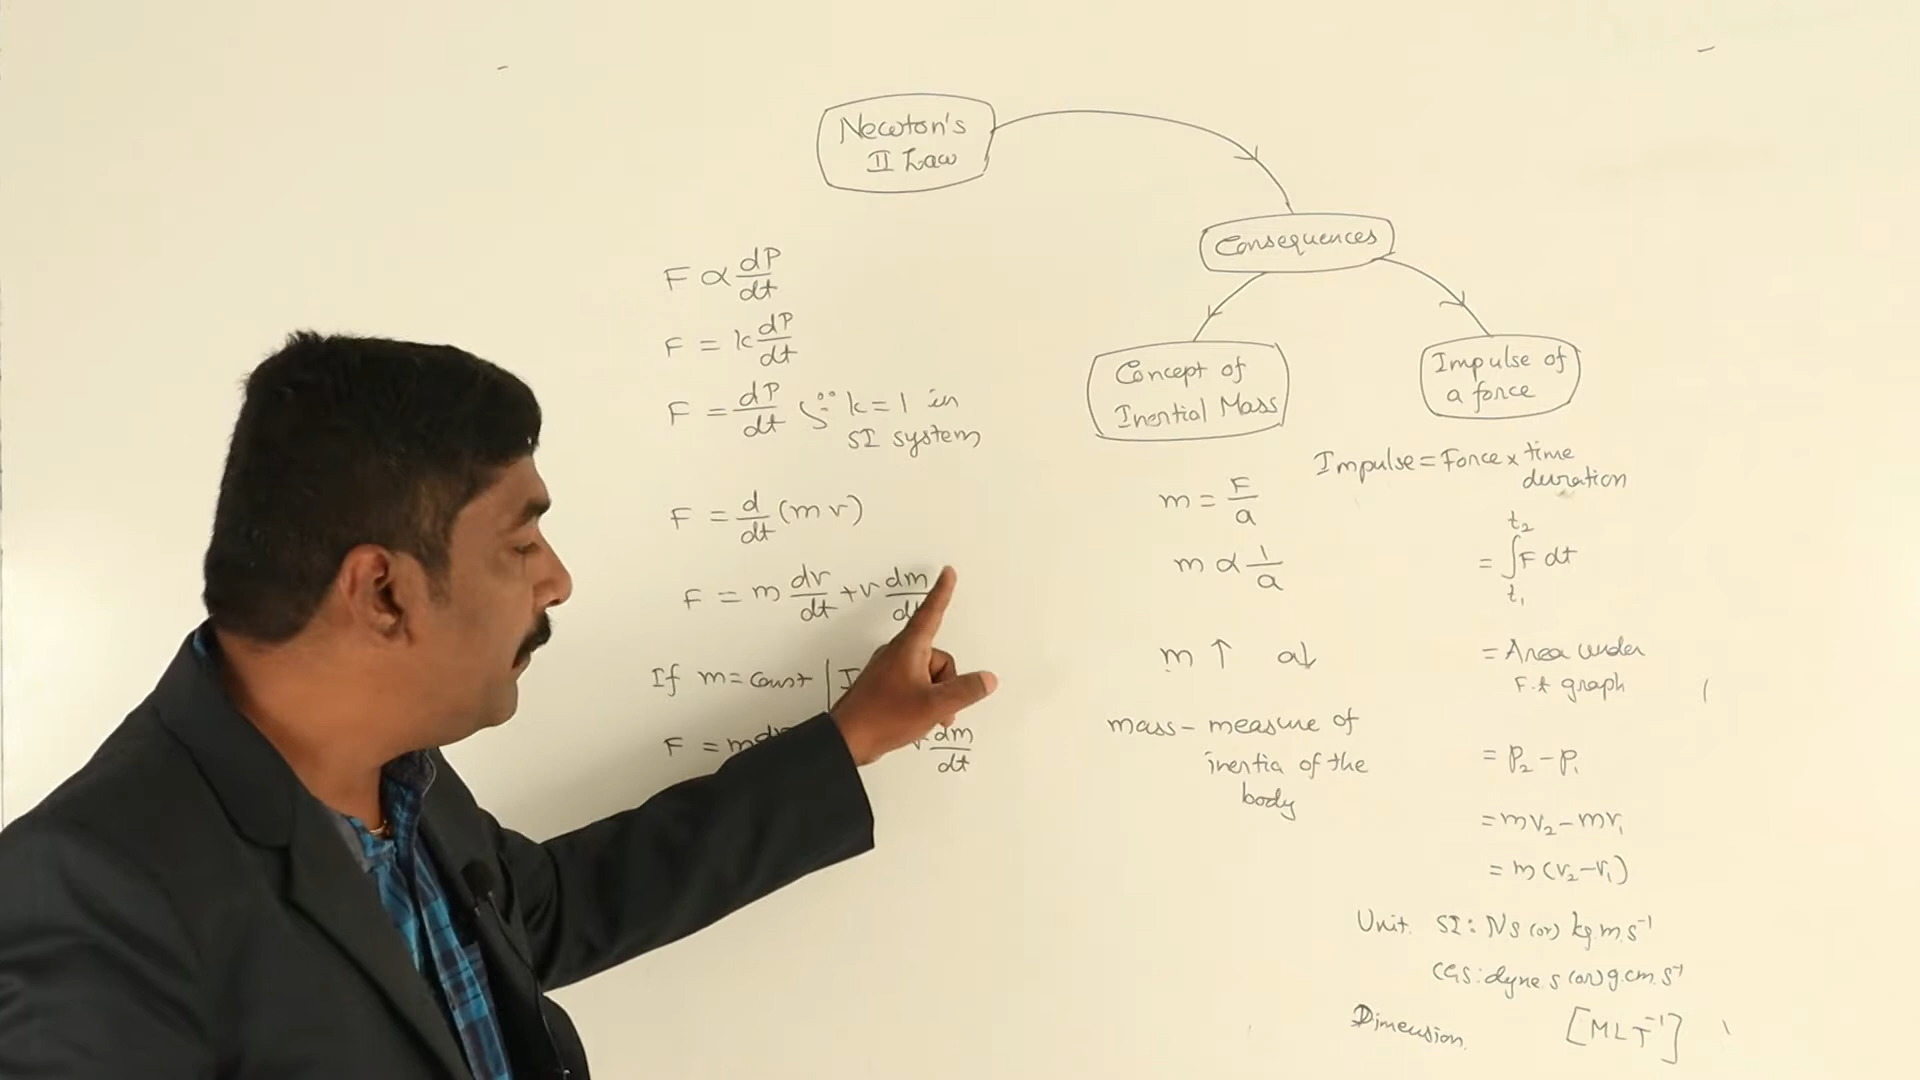 Newton's
II Law
Consequences
F ∝ dP/dt
F = k dP/dt
F = dP/dt { ∵ k = 1 in
SI system
F = d/dt (m v)
F = m dv/dt + v dm/
If m = const | I
F = m
dm/dt
Concept of
Inertial Mass
m = F/a
m ∝ 1/a
m ↑ a↓
mass - measure of
inertia of the
body
Impulse of
a force
Impulse = Force × time
duration
= ∫ t₁ t₂ F dt
= Area under
F.t graph
= P₂ - P₁
= mv₂ - mv₁
= m (v₂ - v₁)
Unit. SI: Ns (or) kg.m.s⁻¹
CGS: dyne.s (or) g.cm.s⁻¹
Dimension. [MLT⁻¹]